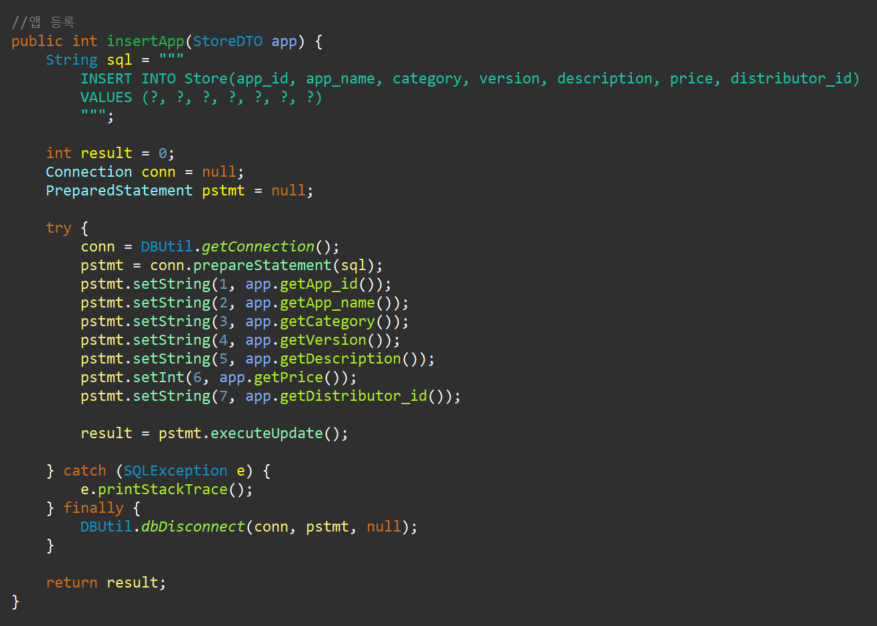 //앱 등록
public int insertApp(StoreDTO app) {
    String sql = """
        INSERT INTO Store(app_id, app_name, category, version, description, price, distributor_id)
        VALUES (?, ?, ?, ?, ?, ?, ?)
        """;
    int result = 0;
    Connection conn = null;
    PreparedStatement pstmt = null;
    try {
        conn = DBUtil.getConnection();
        pstmt = conn.prepareStatement(sql);
        pstmt.setString(1, app.getApp_id());
        pstmt.setString(2, app.getApp_name());
        pstmt.setString(3, app.getCategory());
        pstmt.setString(4, app.getVersion());
        pstmt.setString(5, app.getDescription());
        pstmt.setInt(6, app.getPrice());
        pstmt.setString(7, app.getDistributor_id());
        result = pstmt.executeUpdate();
    } catch (SQLException e) {
        e.printStackTrace();
    } finally {
        DBUtil.dbDisconnect(conn, pstmt, null);
    }
    return result;
}